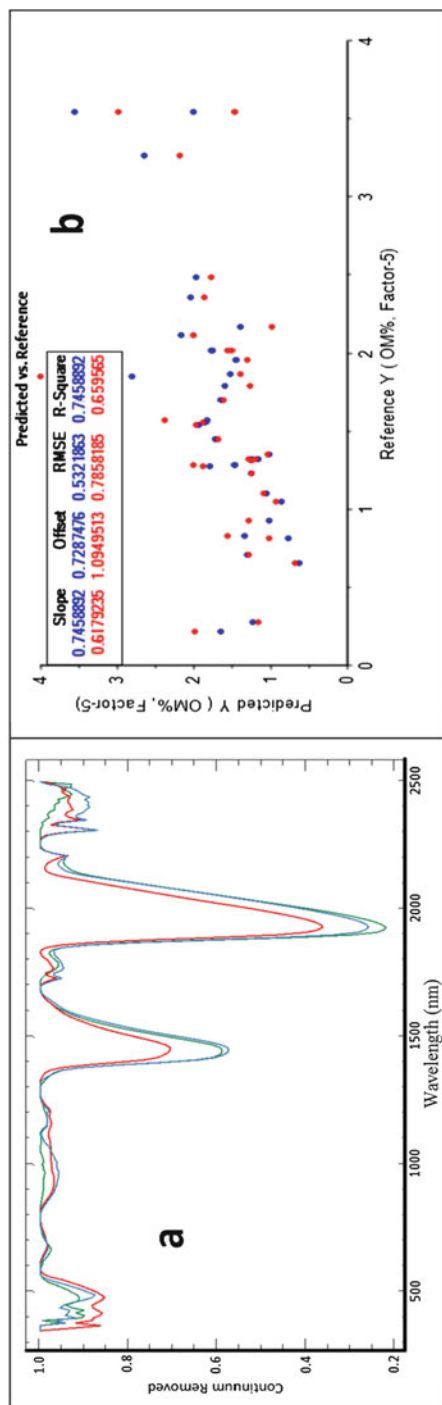 Continuum Removed
1.0
0.8
0.6
0.4
0.2
a
500
1000
1500
2000
2500
Wavelength (nm)
Predicted vs. Reference
b
Slope Offset RMSE R-Square
0.7458892 0.7287476 0.5321863 0.7458892
0.6179235 1.0949513 0.7858185 0.659565
Predicted Y ( OM%, Factor-5)
4
3
2
1
0
0
1
2
3
4
Reference Y ( OM%, Factor-5)